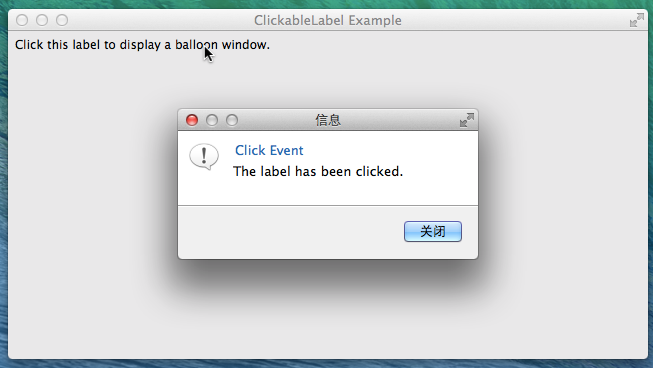 ClickableLabel Example
Click this label to display a balloon window.
信息
Click Event
The label has been clicked.
关闭